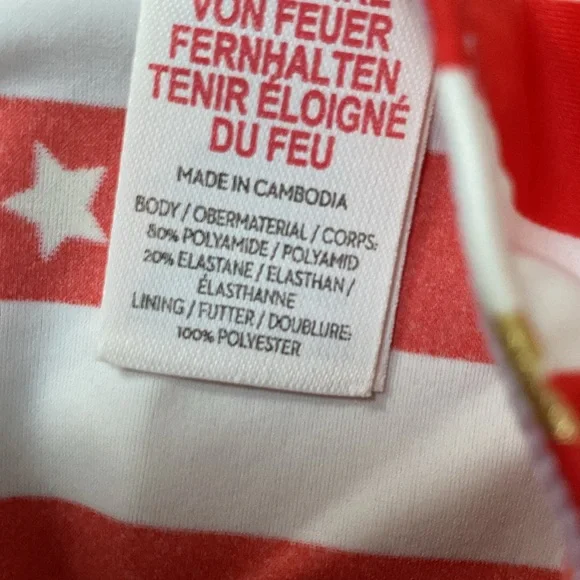 VON FEUER
FERNHALTEN,
TENIR ÉLOIGNÉ
DU FEU
MADE IN CAMBODIA
BODY / OBERMATERIAL / CORPS:
80% POLYAMIDE / POLYAMID
20% ELASTANE / ELASTHAN /
ÉLASTHANNE
LINING / FUTTER / DOUBLURE:
100% POLYESTER